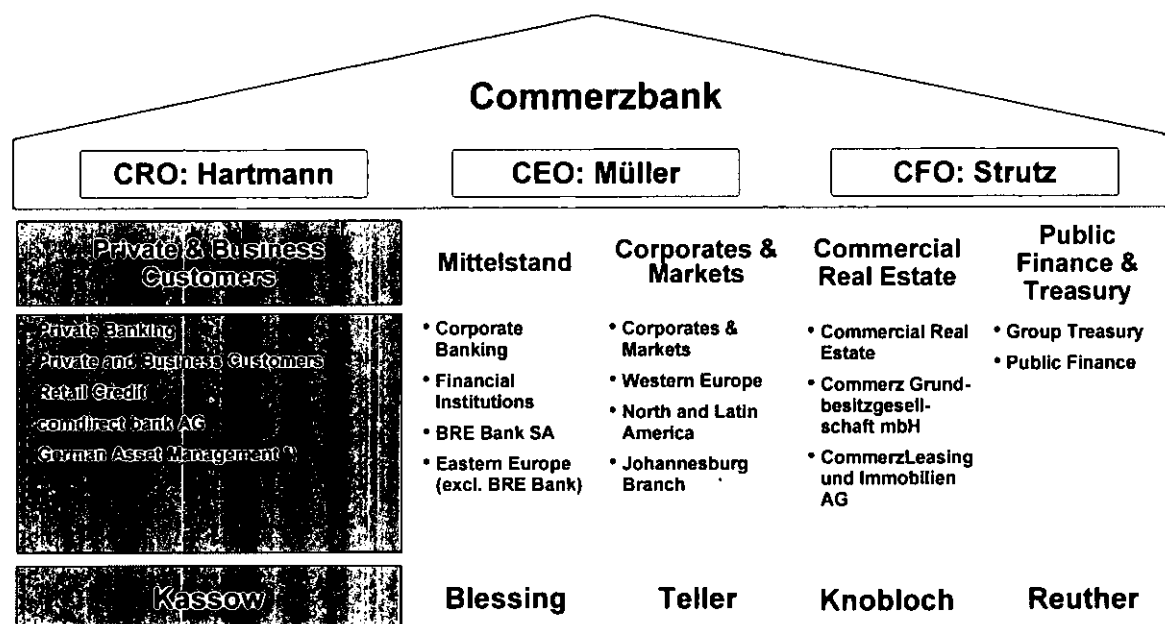 Commerzbank
CRO: Hartmann
CEO: Müller
CFO: Strutz
Private & Business
Customers
Private Banking
Private and Business Customers
Retail Credit
comdirect bank AG
German Asset Management
Kassow
Mittelstand
• Corporate
Banking
• Financial
Institutions
• BRE Bank SA
• Eastern Europe
(excl. BRE Bank)
Blessing
Corporates &
Markets
• Corporates &
Markets
• Western Europe
• North and Latin
America
• Johannesburg
Branch
Teller
Commercial
Real Estate
• Commercial Real
Estate
• Commerz Grund-
besitzgesell-
schaft mbH
• CommerzLeasing
und Immobilien
AG
Knobloch
Public
Finance &
Treasury
• Group Treasury
• Public Finance
Reuther